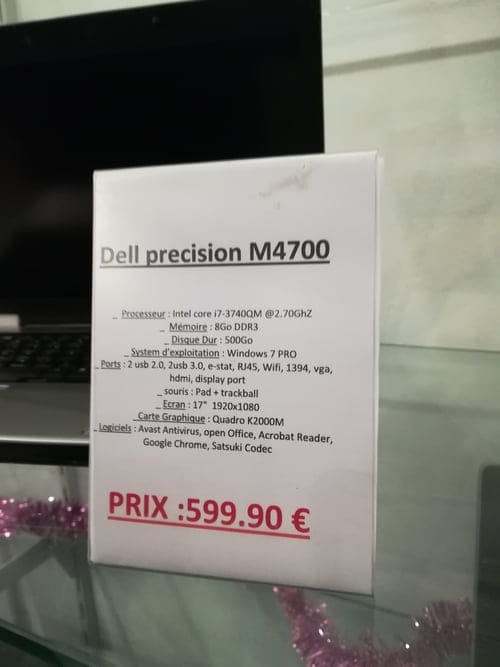 Dell precision M4700
_ Processeur : Intel core i7-3740QM @2.70GhZ
_ Mémoire : 8Go DDR3
_ Disque Dur : 500Go
_ System d'exploitation : Windows 7 PRO
_ Ports : 2 usb 2.0, 2usb 3.0, e-stat, RJ45, Wifi, 1394, vga,
hdmi, display port
_ souris : Pad + trackball
_ Ecran : 17" 1920x1080
_ Carte Graphique : Quadro K2000M
_ Logiciels : Avast Antivirus, open Office, Acrobat Reader,
Google Chrome, Satsuki Codec
PRIX :599.90 €